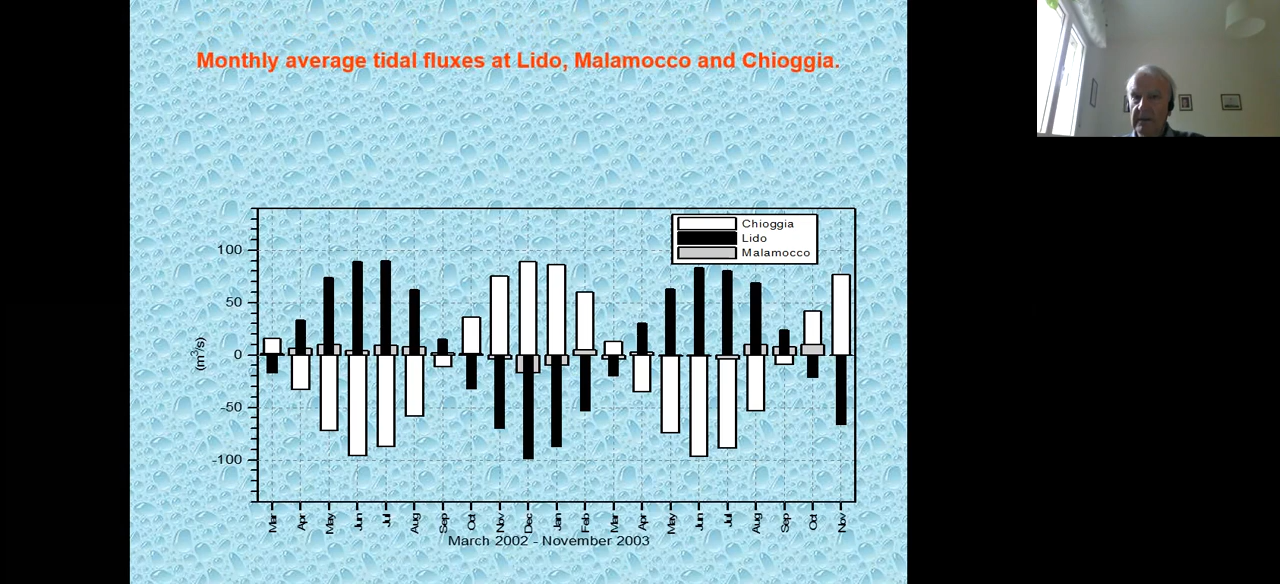 Monthly average tidal fluxes at Lido, Malamocco and Chioggia.
Chioggia
Lido
Malamocco
100
50
0
-50
-100
(m³/s)
Mar Apr May Jun Jul Aug Sep Oct Nov Dec Jan Feb Mar Apr May Jun Jul Aug Sep Oct Nov
March 2002 - November 2003